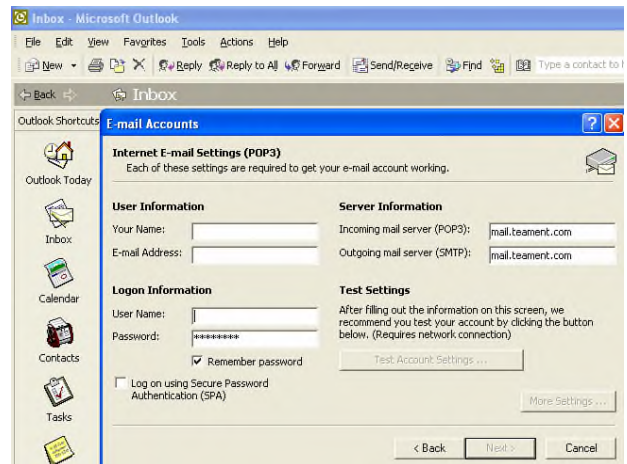 Inbox - Microsoft Outlook
File Edit View Favorites Tools Actions Help
New Reply Reply to All Forward Send/Receive Find Type a contact to
Back Inbox
Outlook Shortcuts
Outlook Today
Inbox
Calendar
Contacts
Tasks
E-mail Accounts
Internet E-mail Settings (POP3)
Each of these settings are required to get your e-mail account working.
User Information
Your Name:
E-mail Address:
Server Information
Incoming mail server (POP3): mail.teament.com
Outgoing mail server (SMTP): mail.teament.com
Logon Information
User Name:
Password: ********
Remember password
Log on using Secure Password
Authentication (SPA)
Test Settings
After filling out the information on this screen, we
recommend you test your account by clicking the button
below. (Requires network connection)
Test Account Settings ...
More Settings ...
< Back Next > Cancel